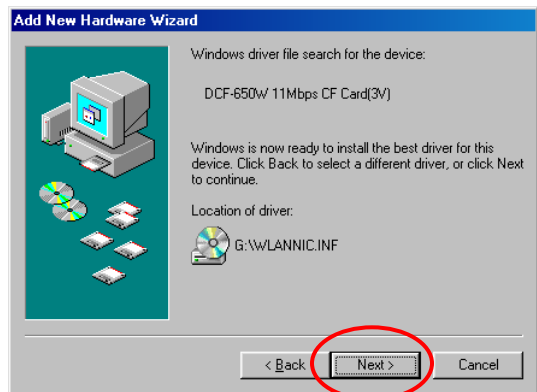 Add New Hardware Wizard
Windows driver file search for the device:
DCF-650W 11Mbps CF Card(3V)
Windows is now ready to install the best driver for this
device. Click Back to select a different driver, or click Next
to continue.
Location of driver:
G:\WLANNIC.INF
< Back
Next >
Cancel